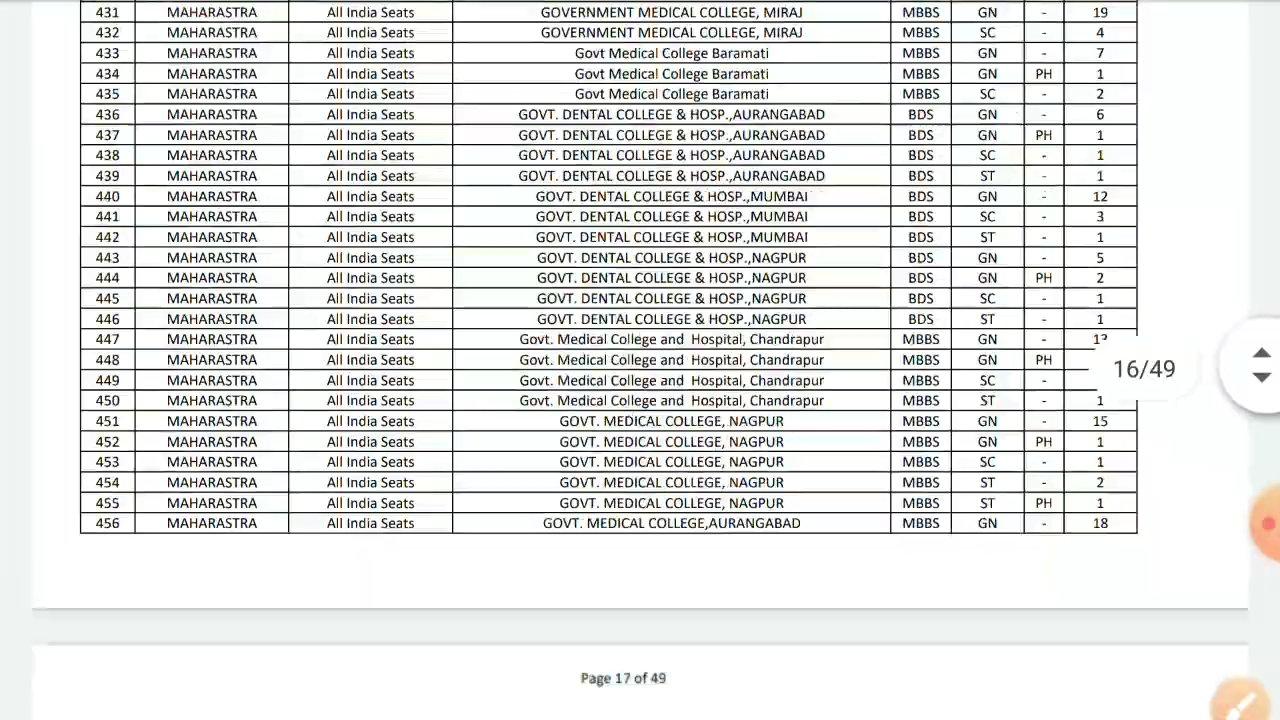 431 MAHARASTRA All India Seats GOVERNMENT MEDICAL COLLEGE, MIRAJ MBBS GN - 19
432 MAHARASTRA All India Seats GOVERNMENT MEDICAL COLLEGE, MIRAJ MBBS SC - 4
433 MAHARASTRA All India Seats Govt Medical College Baramati MBBS GN - 7
434 MAHARASTRA All India Seats Govt Medical College Baramati MBBS GN PH 1
435 MAHARASTRA All India Seats Govt Medical College Baramati MBBS SC - 2
436 MAHARASTRA All India Seats GOVT. DENTAL COLLEGE & HOSP.,AURANGABAD BDS GN - 6
437 MAHARASTRA All India Seats GOVT. DENTAL COLLEGE & HOSP.,AURANGABAD BDS GN PH 1
438 MAHARASTRA All India Seats GOVT. DENTAL COLLEGE & HOSP.,AURANGABAD BDS SC - 1
439 MAHARASTRA All India Seats GOVT. DENTAL COLLEGE & HOSP.,AURANGABAD BDS ST - 1
440 MAHARASTRA All India Seats GOVT. DENTAL COLLEGE & HOSP.,MUMBAI BDS GN - 12
441 MAHARASTRA All India Seats GOVT. DENTAL COLLEGE & HOSP.,MUMBAI BDS SC - 3
442 MAHARASTRA All India Seats GOVT. DENTAL COLLEGE & HOSP.,MUMBAI BDS ST - 1
443 MAHARASTRA All India Seats GOVT. DENTAL COLLEGE & HOSP.,NAGPUR BDS GN - 5
444 MAHARASTRA All India Seats GOVT. DENTAL COLLEGE & HOSP.,NAGPUR BDS GN PH 2
445 MAHARASTRA All India Seats GOVT. DENTAL COLLEGE & HOSP.,NAGPUR BDS SC - 1
446 MAHARASTRA All India Seats GOVT. DENTAL COLLEGE & HOSP.,NAGPUR BDS ST - 1
447 MAHARASTRA All India Seats Govt. Medical College and Hospital, Chandrapur MBBS GN -
448 MAHARASTRA All India Seats Govt. Medical College and Hospital, Chandrapur MBBS GN PH
16/49
449 MAHARASTRA All India Seats Govt. Medical College and Hospital, Chandrapur MBBS SC -
450 MAHARASTRA All India Seats Govt. Medical College and Hospital, Chandrapur MBBS ST - 1
451 MAHARASTRA All India Seats GOVT. MEDICAL COLLEGE, NAGPUR MBBS GN - 15
452 MAHARASTRA All India Seats GOVT. MEDICAL COLLEGE, NAGPUR MBBS GN PH 1
453 MAHARASTRA All India Seats GOVT. MEDICAL COLLEGE, NAGPUR MBBS SC - 1
454 MAHARASTRA All India Seats GOVT. MEDICAL COLLEGE, NAGPUR MBBS ST - 2
455 MAHARASTRA All India Seats GOVT. MEDICAL COLLEGE, NAGPUR MBBS ST PH 1
456 MAHARASTRA All India Seats GOVT. MEDICAL COLLEGE,AURANGABAD MBBS GN - 18
Page 17 of 49